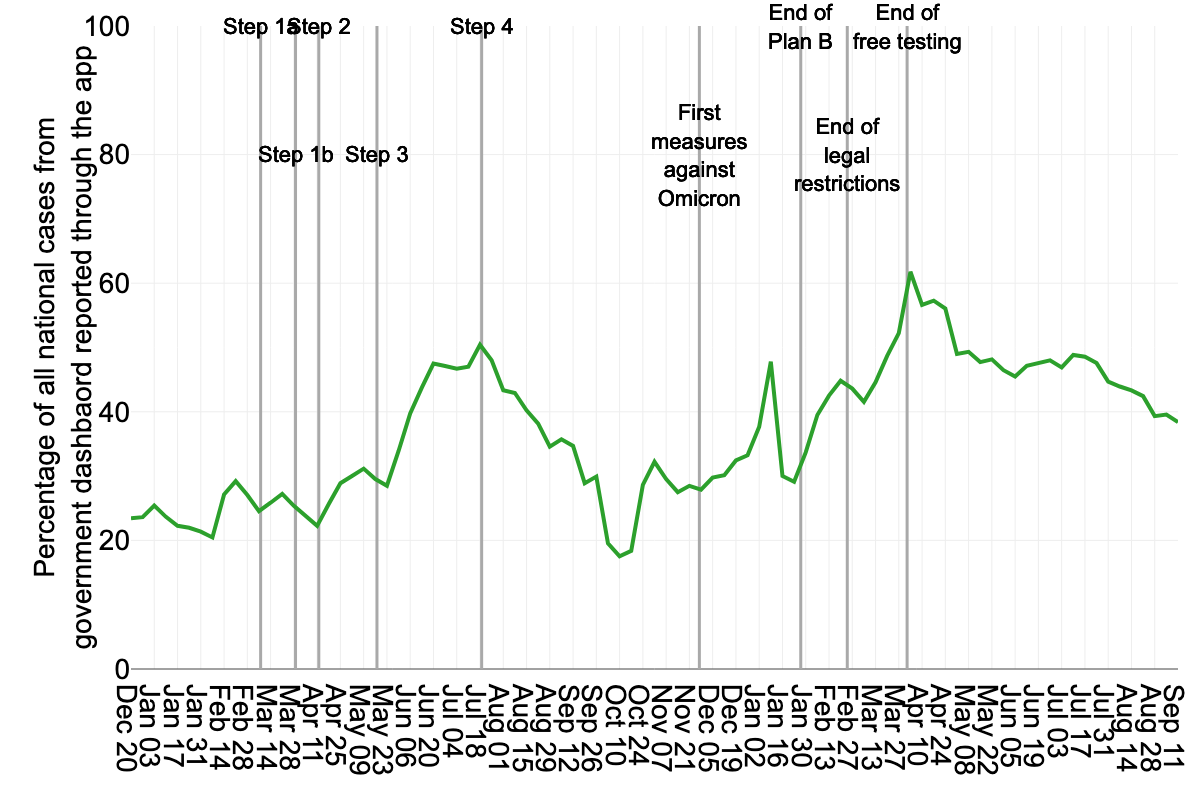 Percentage of all national cases from
government dashbaord reported through the app
100
80
60
40
20
0
Step 1a
Step 2
Step 4
End of
Plan B
End of
free testing
First
measures
against
Omicron
End of
legal
restrictions
Step 1b
Step 3
Dec 20
Jan 03
Jan 17
Jan 31
Feb 14
Feb 28
Mar 14
Mar 28
Apr 11
Apr 25
May 09
May 23
Jun 06
Jun 20
Jul 04
Jul 18
Aug 01
Aug 15
Aug 29
Sep 12
Sep 26
Oct 10
Oct 24
Nov 07
Nov 21
Dec 05
Dec 19
Jan 02
Jan 16
Jan 30
Feb 13
Feb 27
Mar 13
Mar 27
Apr 10
Apr 24
May 08
May 22
Jun 05
Jun 19
Jul 03
Jul 17
Jul 31
Aug 14
Aug 28
Sep 11